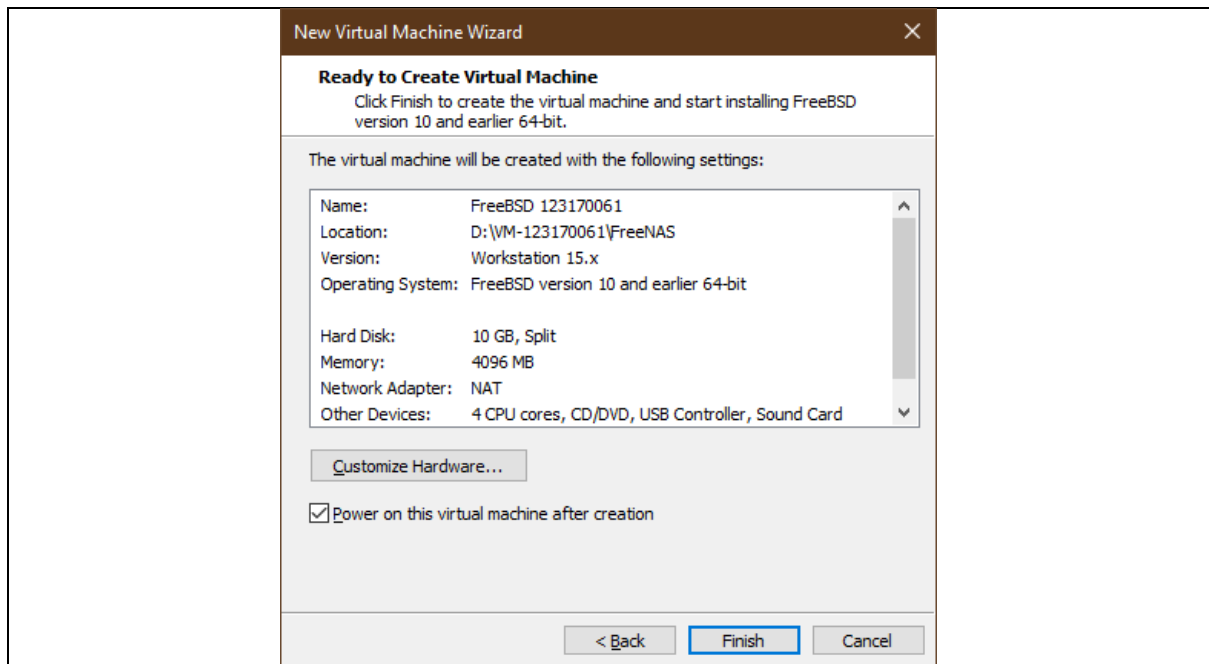 New Virtual Machine Wizard
Ready to Create Virtual Machine
Click Finish to create the virtual machine and start installing FreeBSD
version 10 and earlier 64-bit.
The virtual machine will be created with the following settings:
Name: FreeBSD 123170061
Location: D:\VM-123170061\FreeNAS
Version: Workstation 15.x
Operating System: FreeBSD version 10 and earlier 64-bit
Hard Disk: 10 GB, Split
Memory: 4096 MB
Network Adapter: NAT
Other Devices: 4 CPU cores, CD/DVD, USB Controller, Sound Card
Customize Hardware...
Power on this virtual machine after creation
< Back Finish Cancel